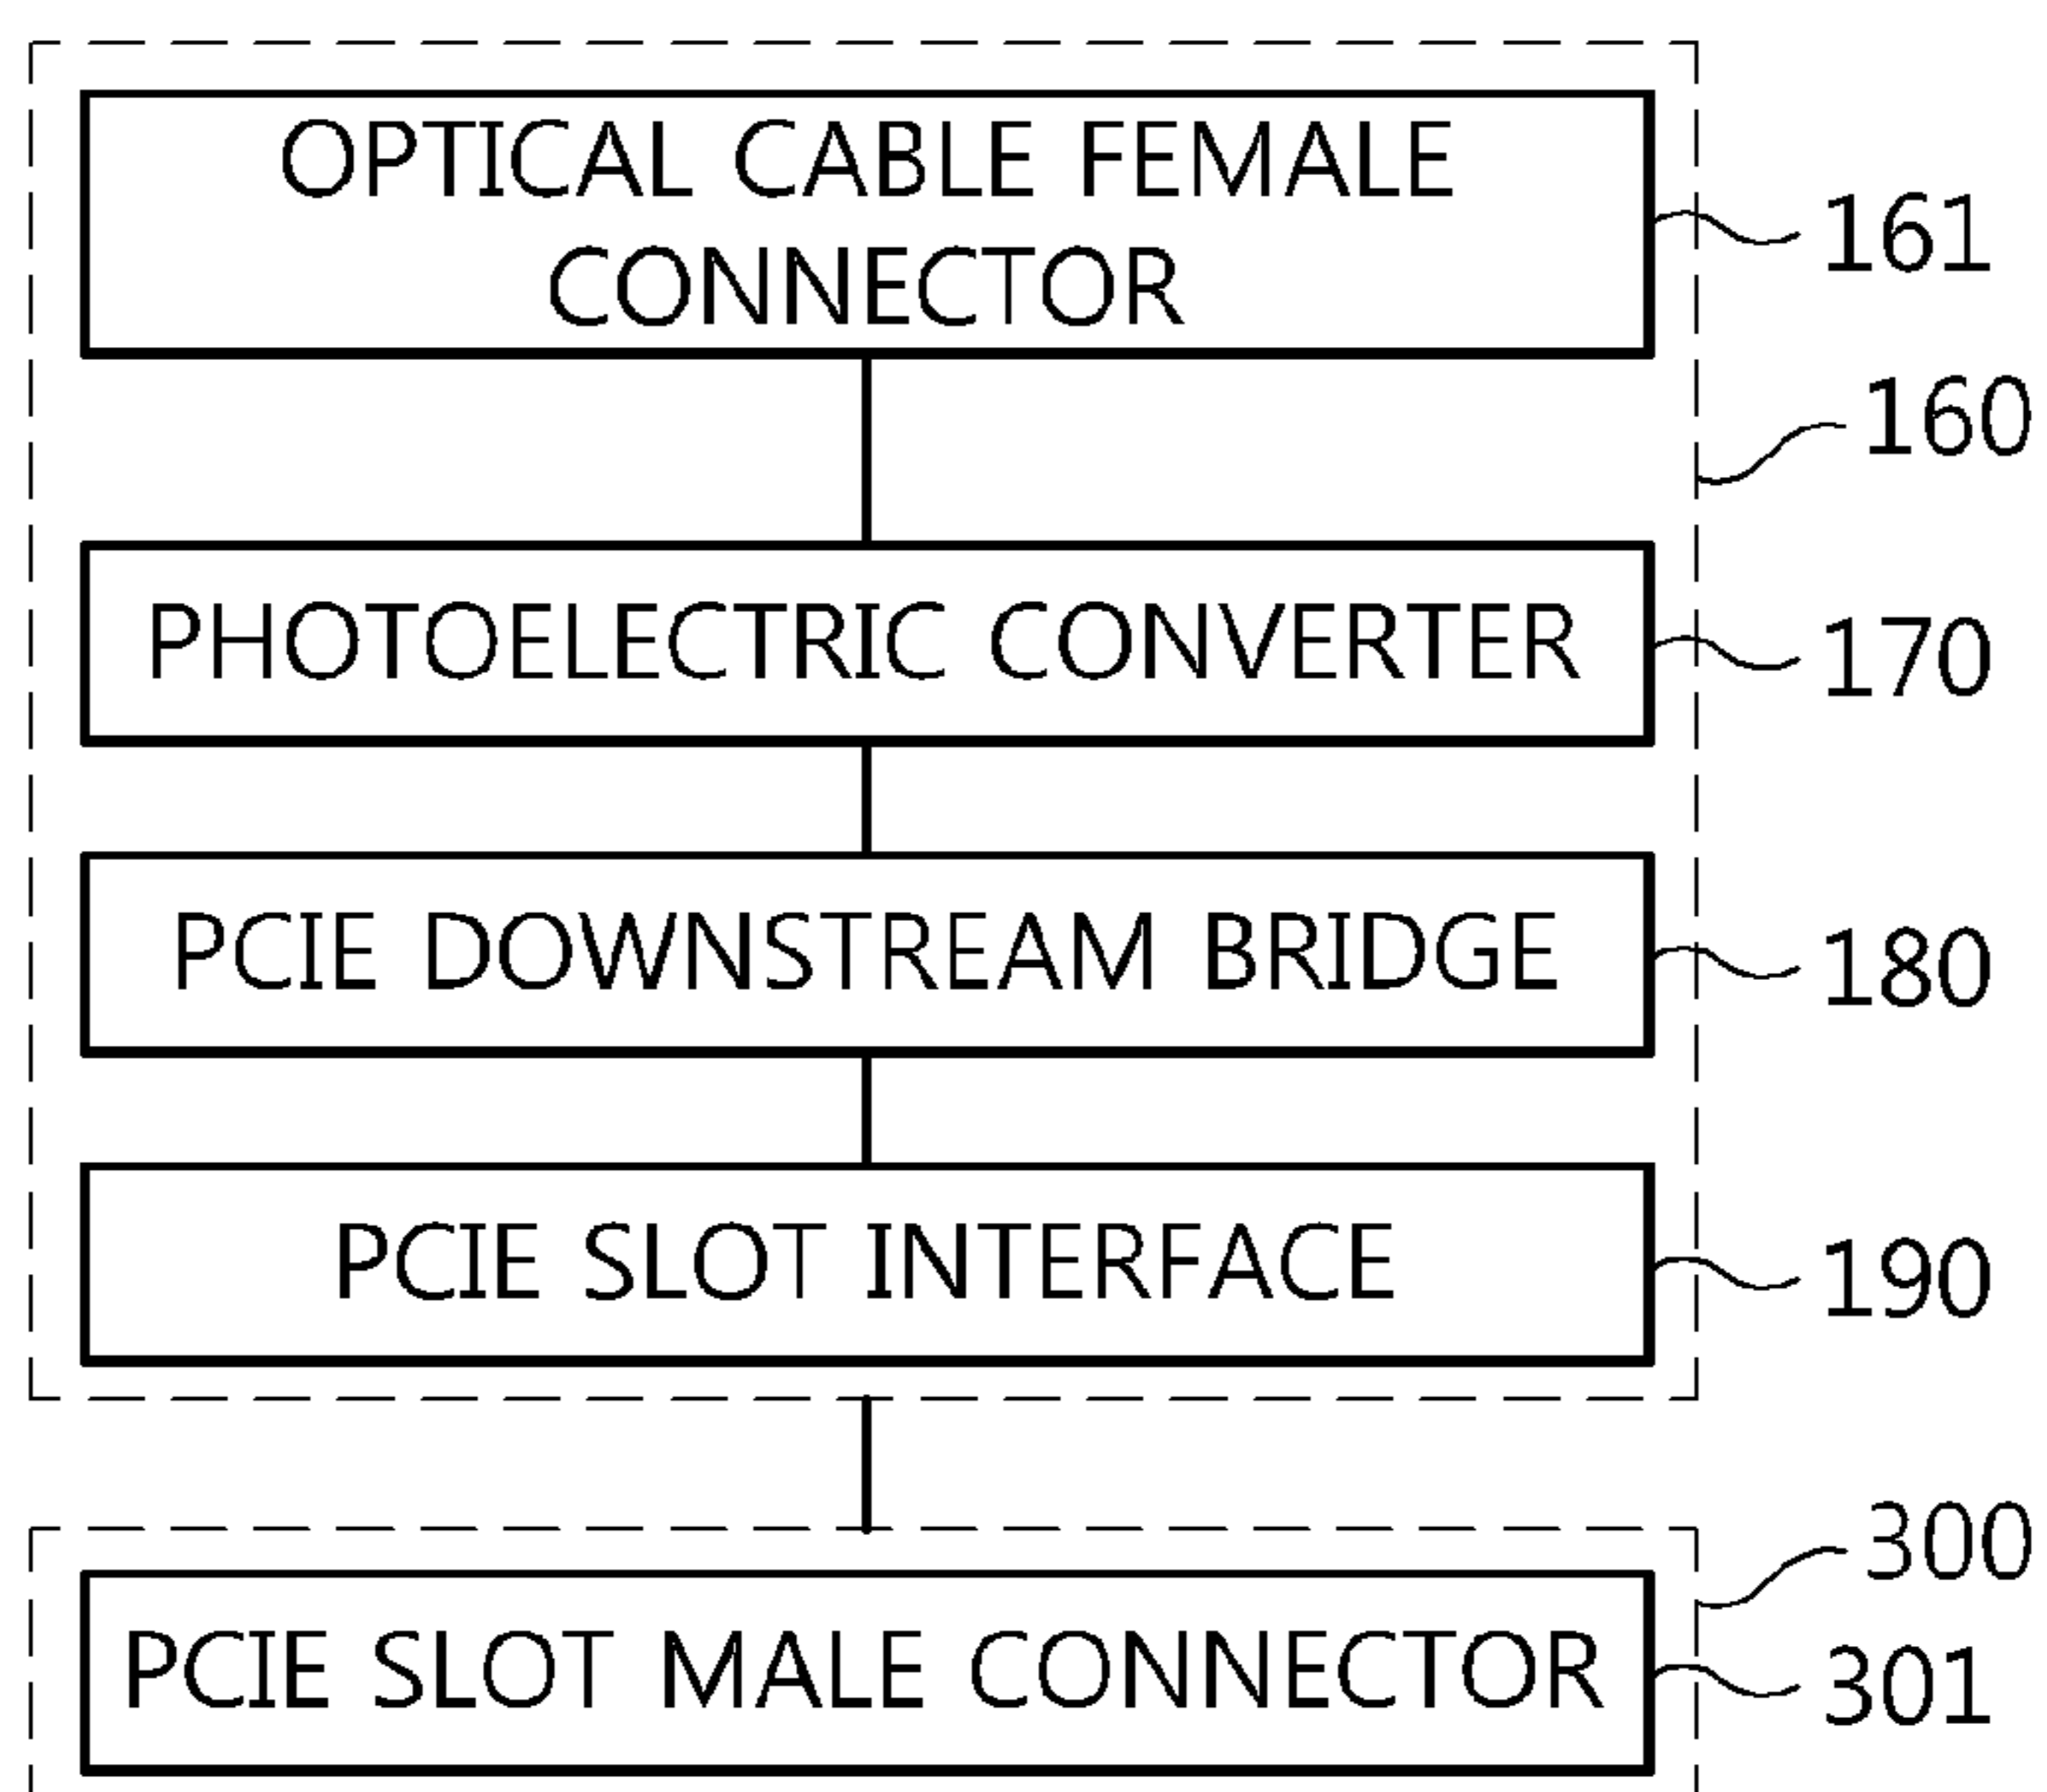 OPTICAL CABLE FEMALE
CONNECTOR
161
160
PHOTOELECTRIC CONVERTER
170
PCIE DOWNSTREAM BRIDGE
180
PCIE SLOT INTERFACE
190
300
PCIE SLOT MALE CONNECTOR
301